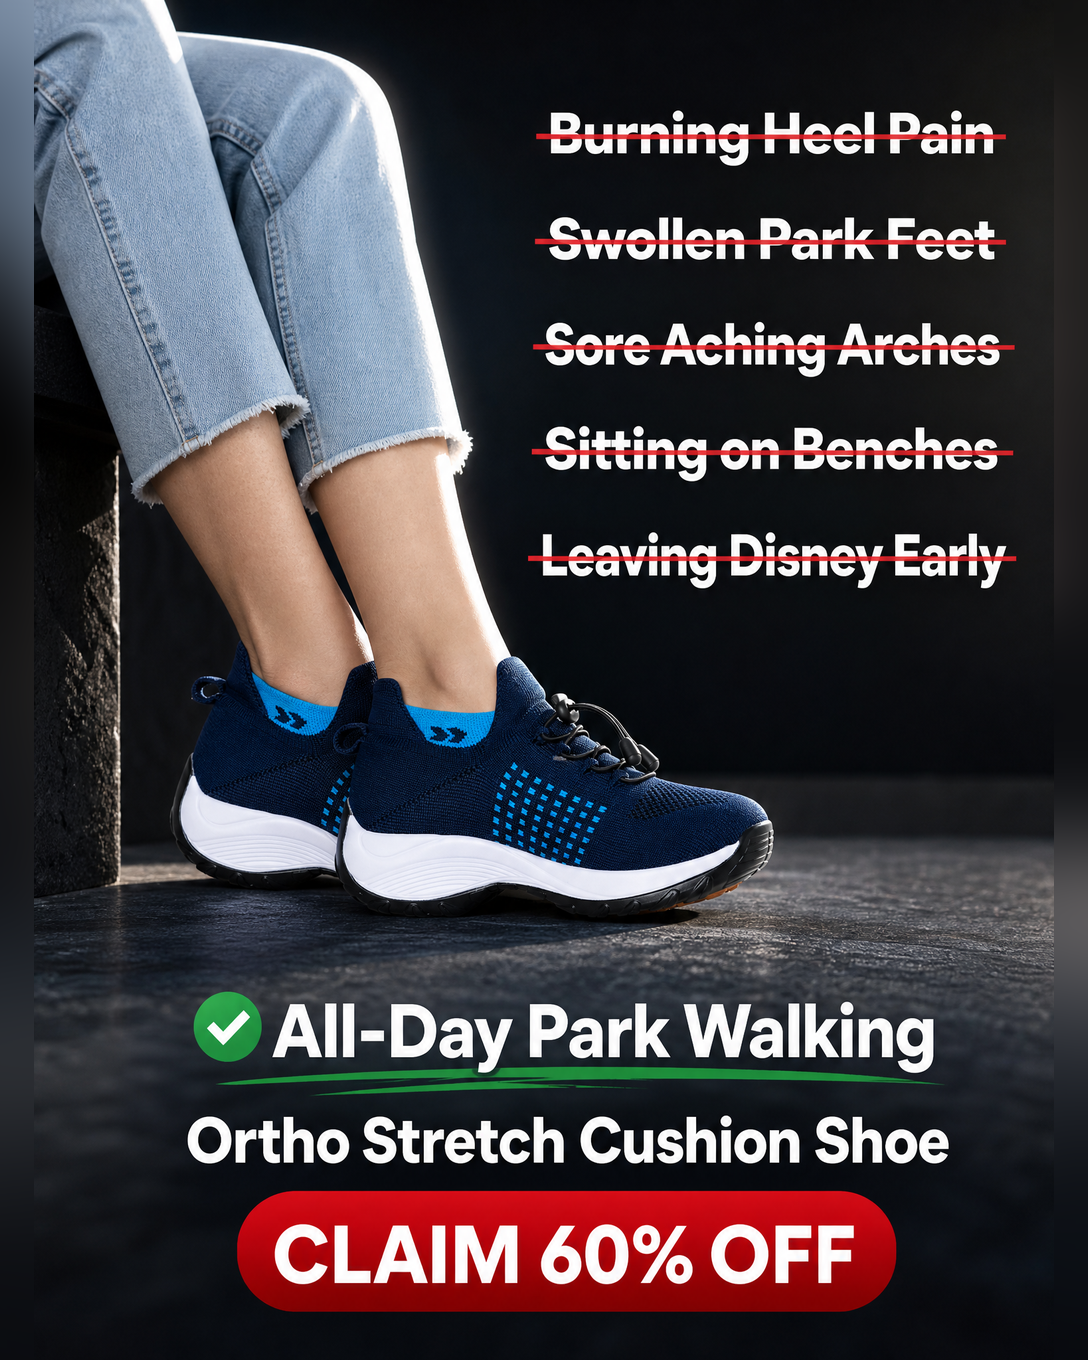 Burning Heel Pain
Swollen Park Feet
Sore Aching Arches
Sitting on Benches
Leaving Disney Early
All-Day Park Walking
Ortho Stretch Cushion Shoe
CLAIM 60% OFF